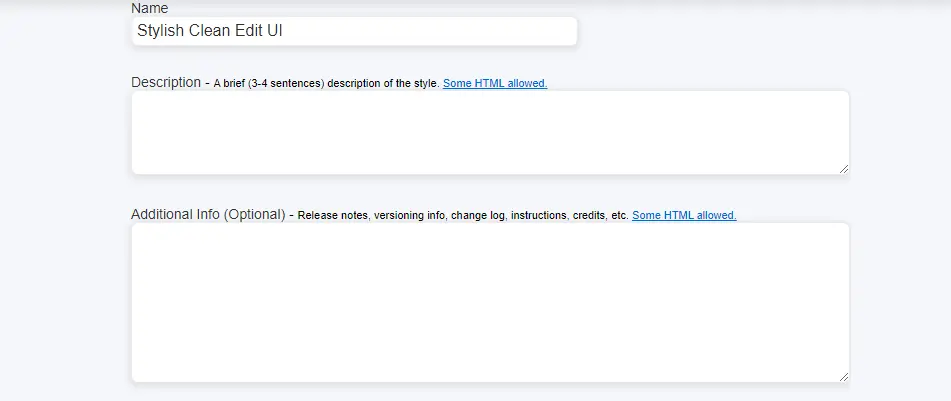 Name
Stylish Clean Edit UI
Description - A brief (3-4 sentences) description of the style. Some HTML allowed.
Additional Info (Optional) - Release notes, versioning info, change log, instructions, credits, etc. Some HTML allowed.